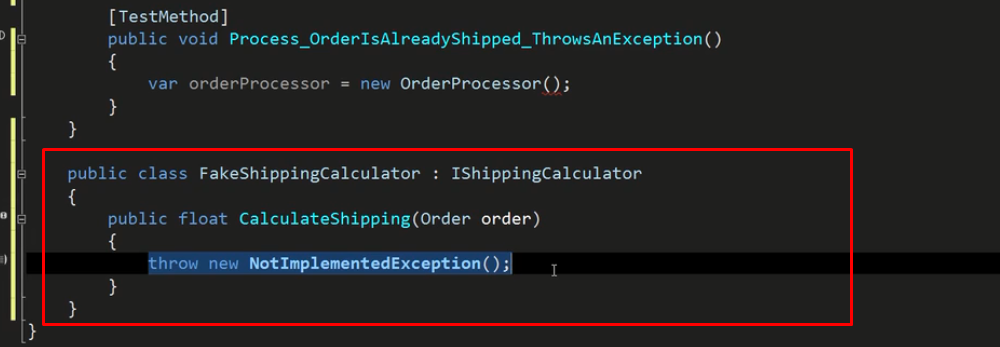 [TestMethod]
public void Process_OrderIsAlreadyShipped_ThrowsAnException()
{
var orderProcessor = new OrderProcessor();
}
}
public class FakeShippingCalculator : IShippingCalculator
{
public float CalculateShipping(Order order)
{
throw new NotImplementedException();
}
}
}